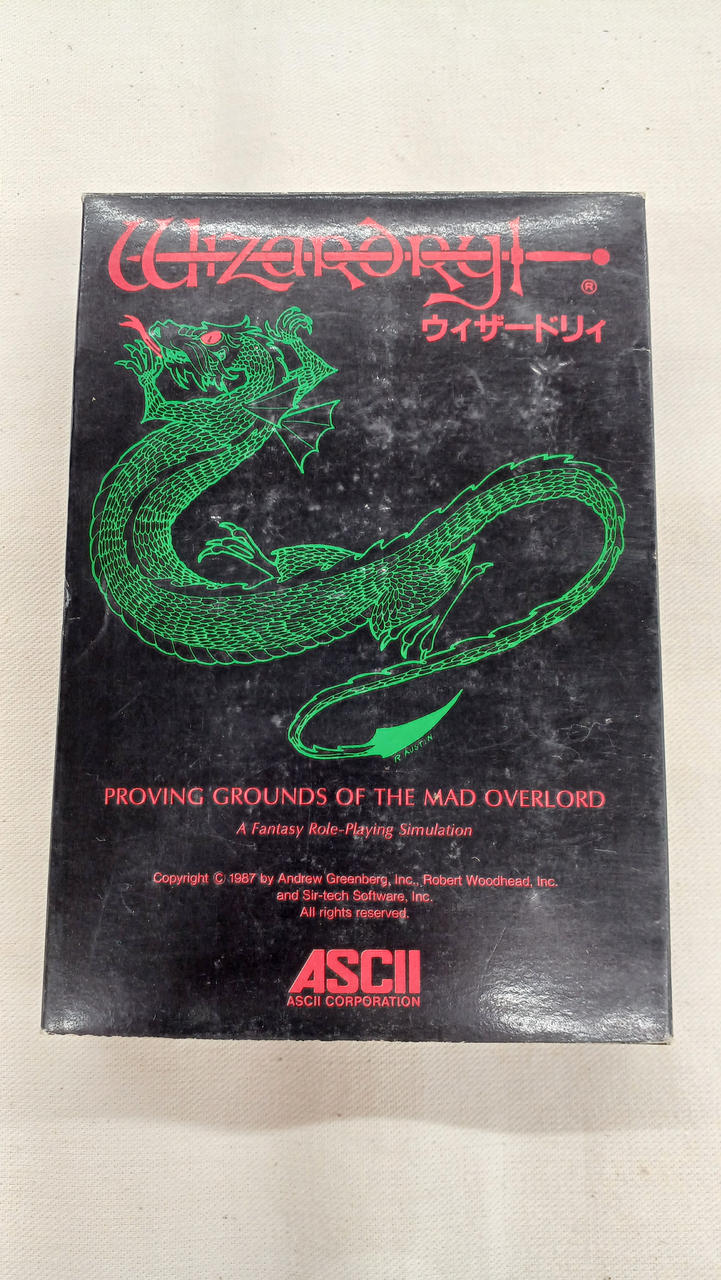 Wizardry
®
ウィザードリィ
R AUSTIN
PROVING GROUNDS OF THE MAD OVERLORD
A Fantasy Role-Playing Simulation
Copyright © 1987 by Andrew Greenberg, Inc., Robert Woodhead, Inc.
and Sir-tech Software, Inc.
All rights reserved.
ASCII
ASCII CORPORATION